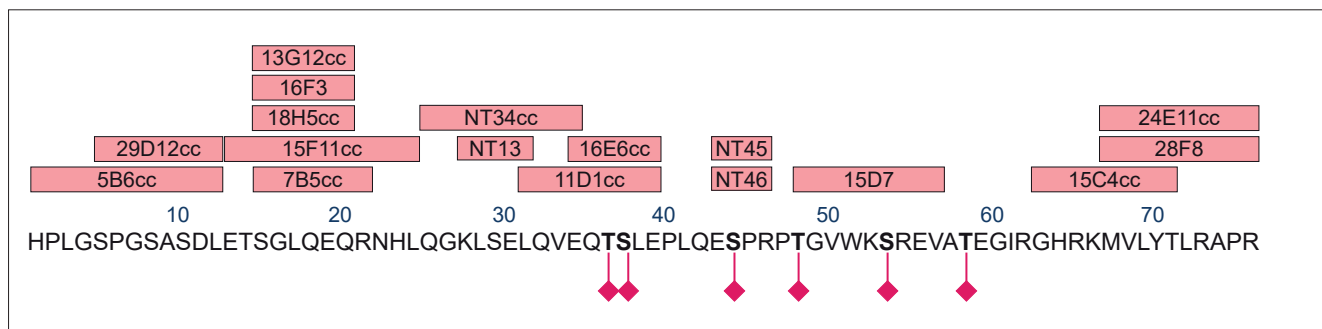 13G12cc
16F3
18H5cc NT34cc 24E11cc
29D12cc 15F11cc NT13 16E6cc NT45 28F8
5B6cc 7B5cc 11D1cc NT46 15D7 15C4cc
10 20 30 40 50 60 70
HPLGSPGSASDLETSGLQEQRNHLQGKLSELQVEQTSLEPLQESPRPTGVWKSREVATEGIRGHRKMVLYTLRAPR